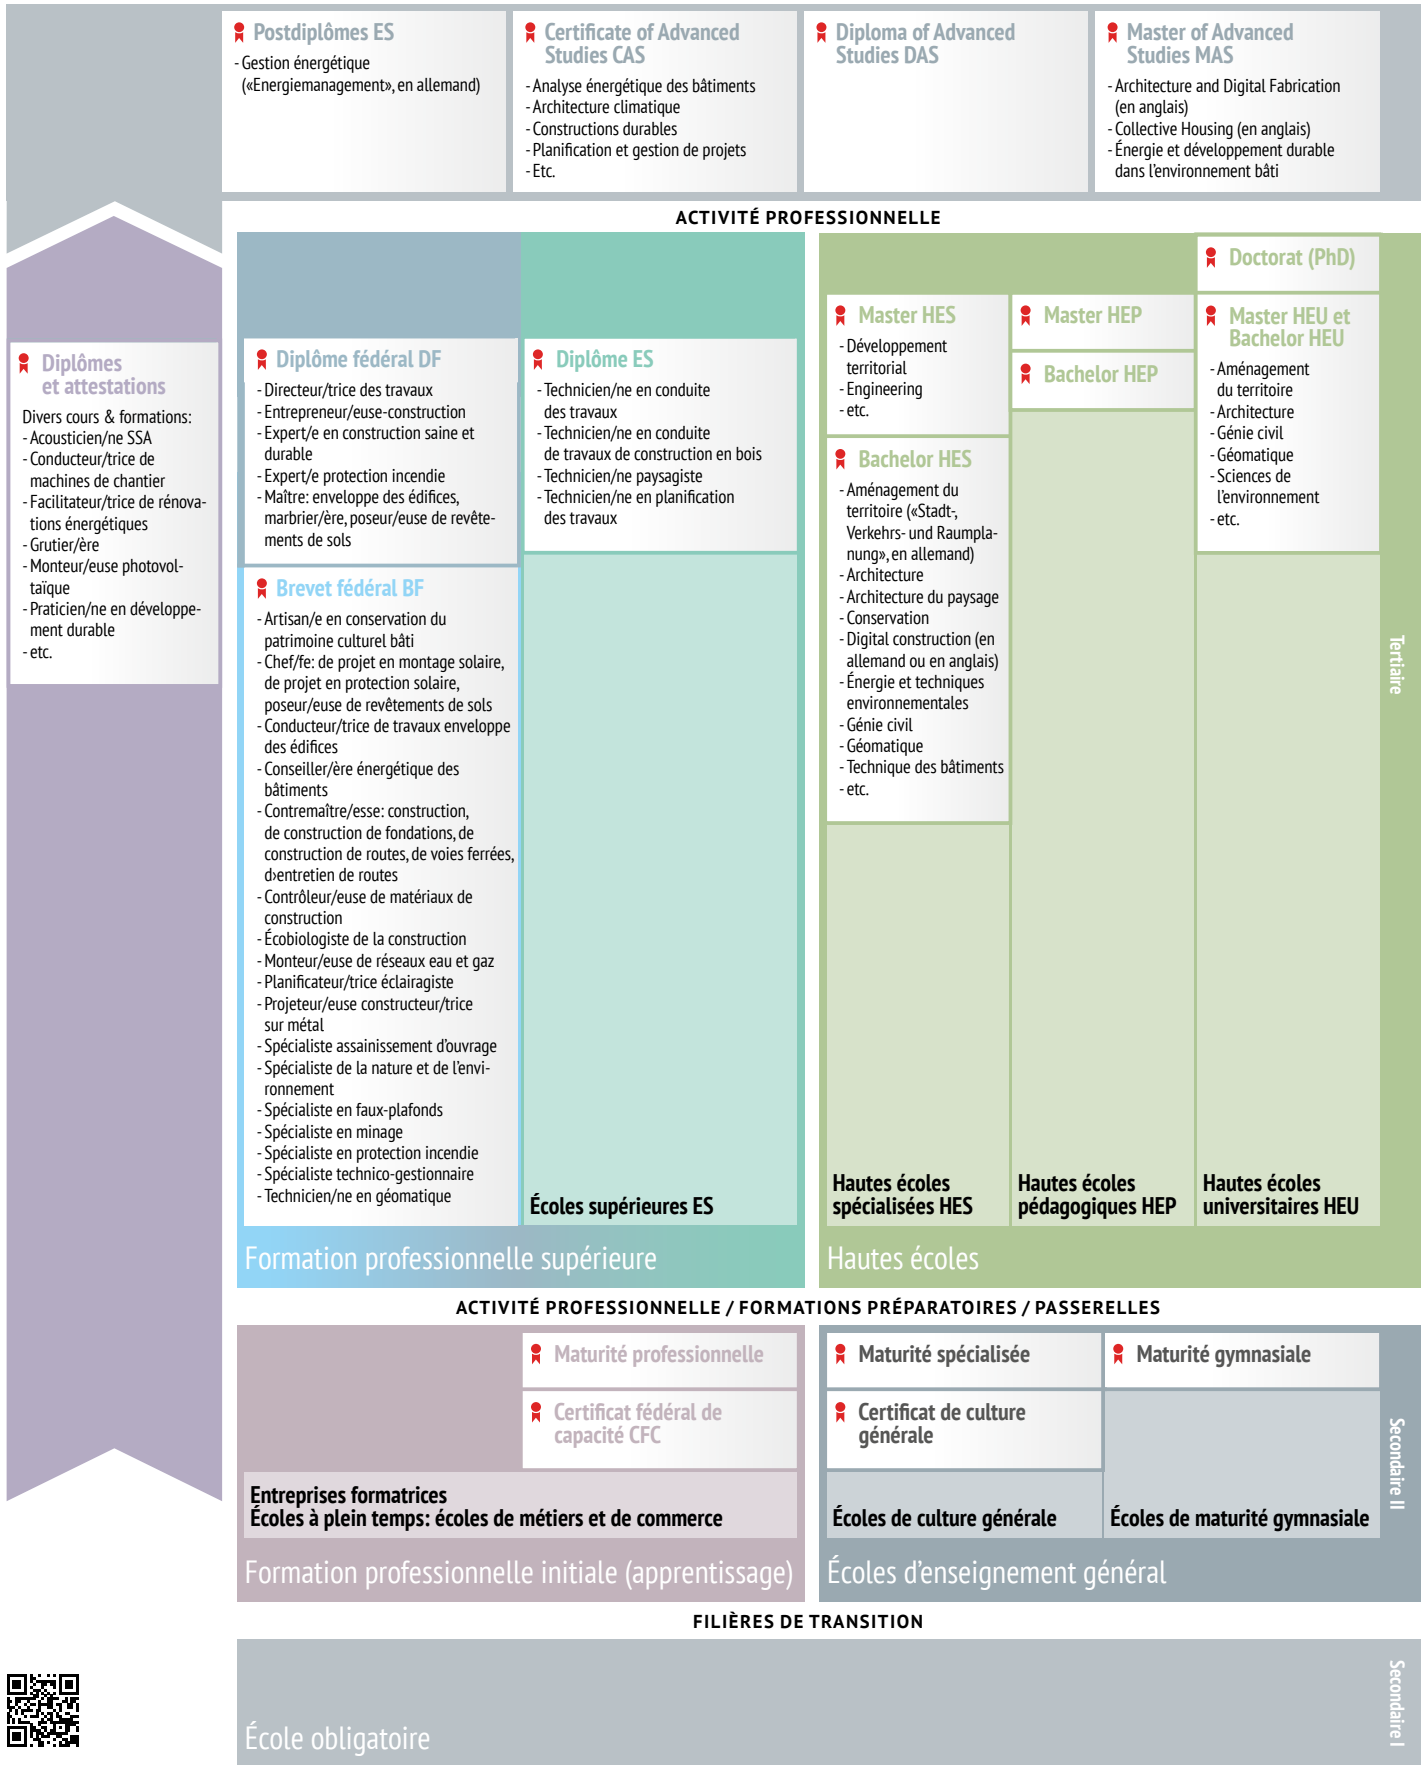 Postdiplômes ES
- Gestion énergétique
(«Energiemanagement», en allemand)
Certificate of Advanced
Studies CAS
- Analyse énergétique des bâtiments
- Architecture climatique
- Constructions durables
- Planification et gestion de projets
- Etc.
Diploma of Advanced
Studies DAS
Master of Advanced
Studies MAS
- Architecture and Digital Fabrication
(en anglais)
- Collective Housing (en anglais)
- Énergie et développement durable
dans l'environnement bâti
ACTIVITÉ PROFESSIONNELLE
Diplômes
et attestations
Divers cours & formations:
- Acousticien/ne SSA
- Conducteur/trice de
machines de chantier
- Facilitateur/trice de rénova-
tions énergétiques
- Grutier/ère
- Monteur/euse photovol-
taïque
- Praticien/ne en développe-
ment durable
- etc.
Diplôme fédéral DF
- Directeur/trice des travaux
- Entrepreneur/euse-construction
- Expert/e en construction saine et
durable
- Expert/e protection incendie
- Maître: enveloppe des édifices,
marbrier/ère, poseur/euse de revête-
ments de sols
Brevet fédéral BF
- Artisan/e en conservation du
patrimoine culturel bâti
- Chef/fe: de projet en montage solaire,
de projet en protection solaire,
poseur/euse de revêtements de sols
- Conducteur/trice de travaux enveloppe
des édifices
- Conseiller/ère énergétique des
bâtiments
- Contremaître/esse: construction,
de construction de fondations, de
construction de routes, de voies ferrées,
d›entretien de routes
- Contrôleur/euse de matériaux de
construction
- Écobiologiste de la construction
- Monteur/euse de réseaux eau et gaz
- Planificateur/trice éclairagiste
- Projeteur/euse constructeur/trice
sur métal
- Spécialiste assainissement d'ouvrage
- Spécialiste de la nature et de l'envi-
ronnement
- Spécialiste en faux-plafonds
- Spécialiste en minage
- Spécialiste en protection incendie
- Spécialiste technico-gestionnaire
- Technicien/ne en géomatique
Diplôme ES
- Technicien/ne en conduite
des travaux
- Technicien/ne en conduite
de travaux de construction en bois
- Technicien/ne paysagiste
- Technicien/ne en planification
des travaux
Écoles supérieures ES
Formation professionnelle supérieure
Master HES
- Développement
territorial
- Engineering
- etc.
Bachelor HES
- Aménagement du
territoire («Stadt-,
Verkehrs- und Raumpla-
nung», en allemand)
- Architecture
- Architecture du paysage
- Conservation
- Digital construction (en
allemand ou en anglais)
- Énergie et techniques
environnementales
- Génie civil
- Géomatique
- Technique des bâtiments
- etc.
Hautes écoles
spécialisées HES
Master HEP
Bachelor HEP
Hautes écoles
pédagogiques HEP
Doctorat (PhD)
Master HEU et
Bachelor HEU
- Aménagement
du territoire
- Architecture
- Génie civil
- Géomatique
- Sciences de
l'environnement
- etc.
Hautes écoles
universitaires HEU
Hautes écoles
Tertiaire
ACTIVITÉ PROFESSIONNELLE / FORMATIONS PRÉPARATOIRES / PASSERELLES
Maturité professionnelle
Certificat fédéral de
capacité CFC
Entreprises formatrices
Écoles à plein temps: écoles de métiers et de commerce
Formation professionnelle initiale (apprentissage)
Maturité spécialisée
Certificat de culture
générale
Écoles de culture générale
Maturité gymnasiale
Écoles de maturité gymnasiale
Écoles d'enseignement général
Secondaire II
FILIÈRES DE TRANSITION
École obligatoire
Secondaire I